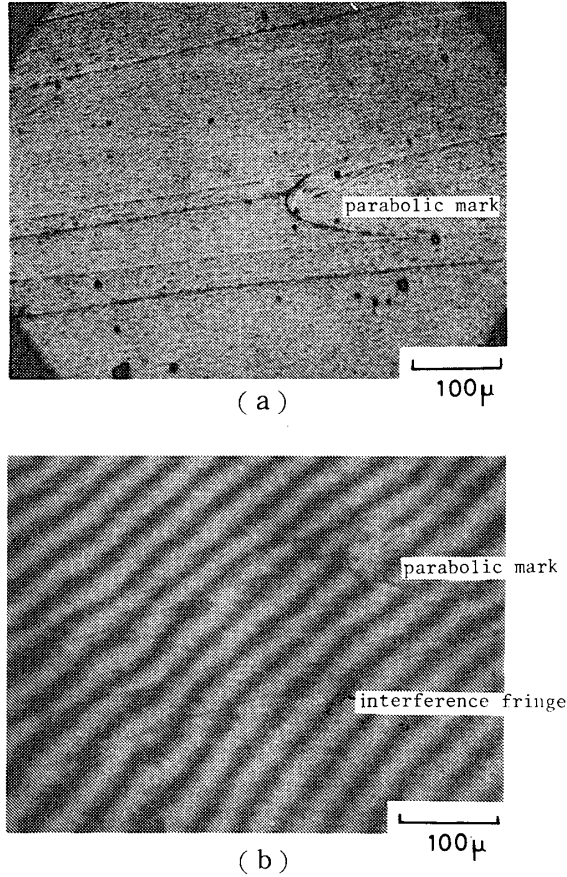 parabolic mark
100μ
(a)
parabolic mark
interference fringe
100μ
(b)